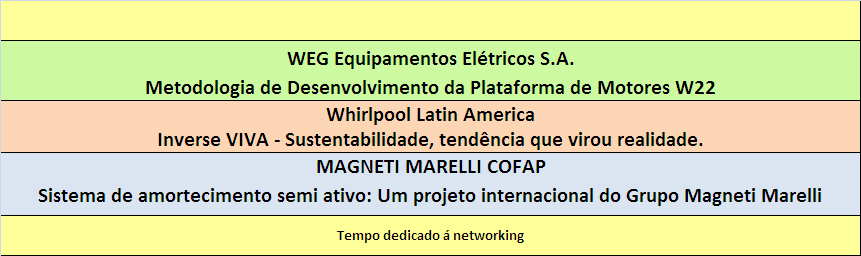 WEG Equipamentos Elétricos S.A.
Metodologia de Desenvolvimento da Plataforma de Motores W22
Whirlpool Latin America
Inverse VIVA - Sustentabilidade, tendência que virou realidade.
MAGNETI MARELLI COFAP
Sistema de amortecimento semi ativo: Um projeto internacional do Grupo Magneti Marelli
Tempo dedicado á networking